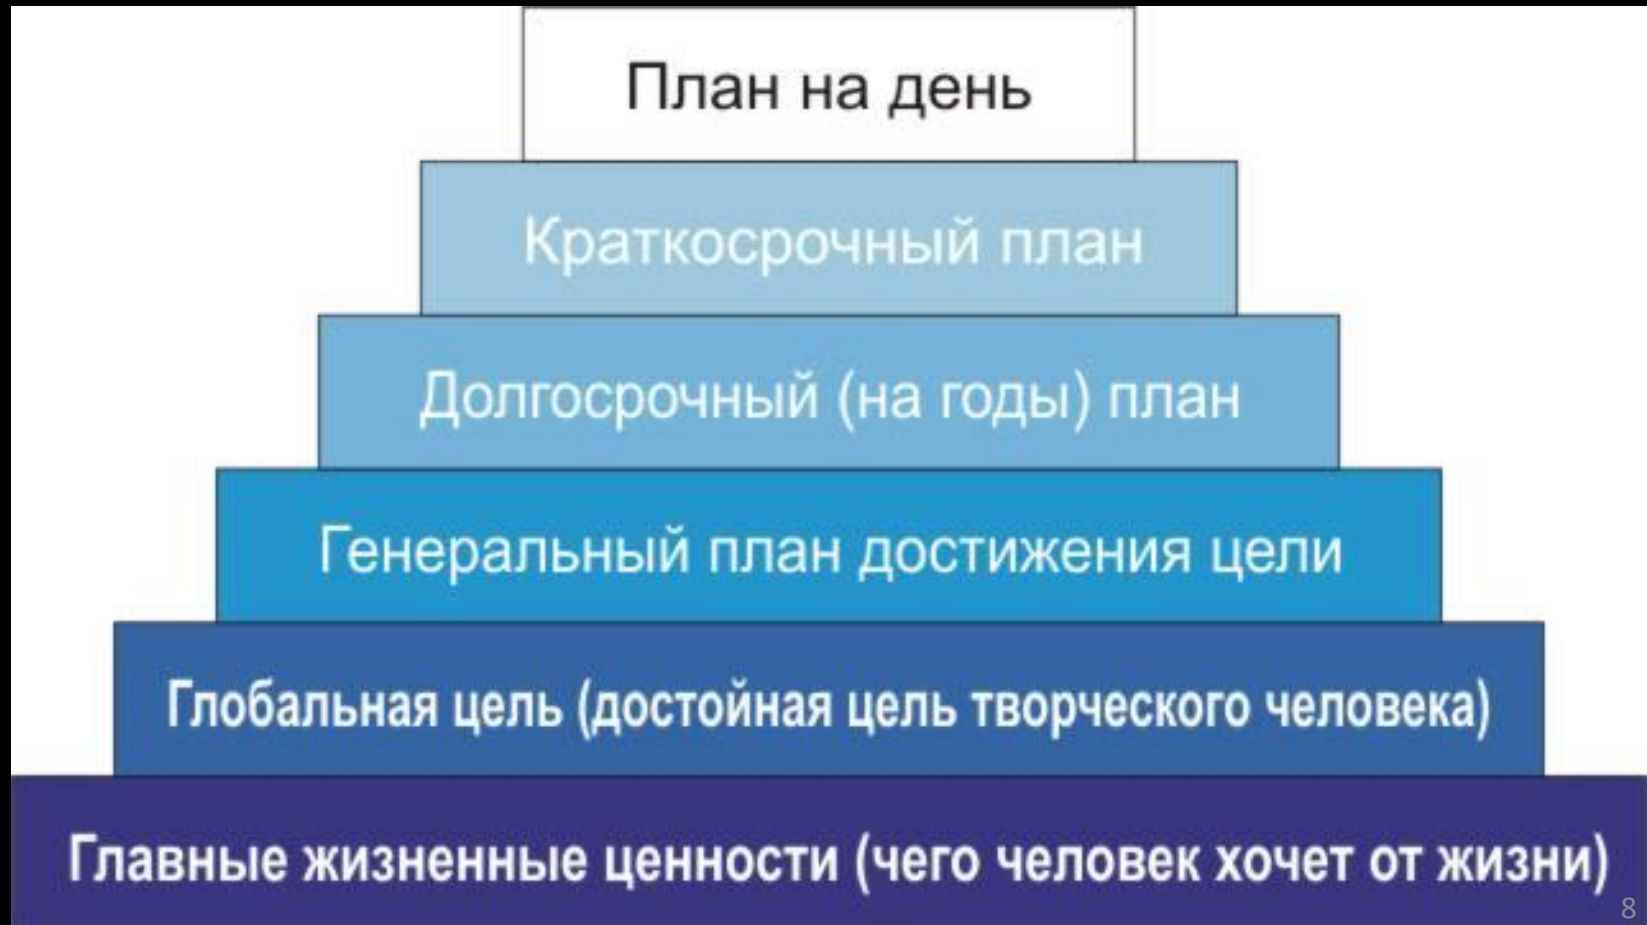 План на день
Краткосрочный план
Долгосрочный (на годы) план
Генеральный план достижения цели
Глобальная цель (достойная цель творческого человека)
Главные жизненные ценности (чего человек хочет от жизни)
8